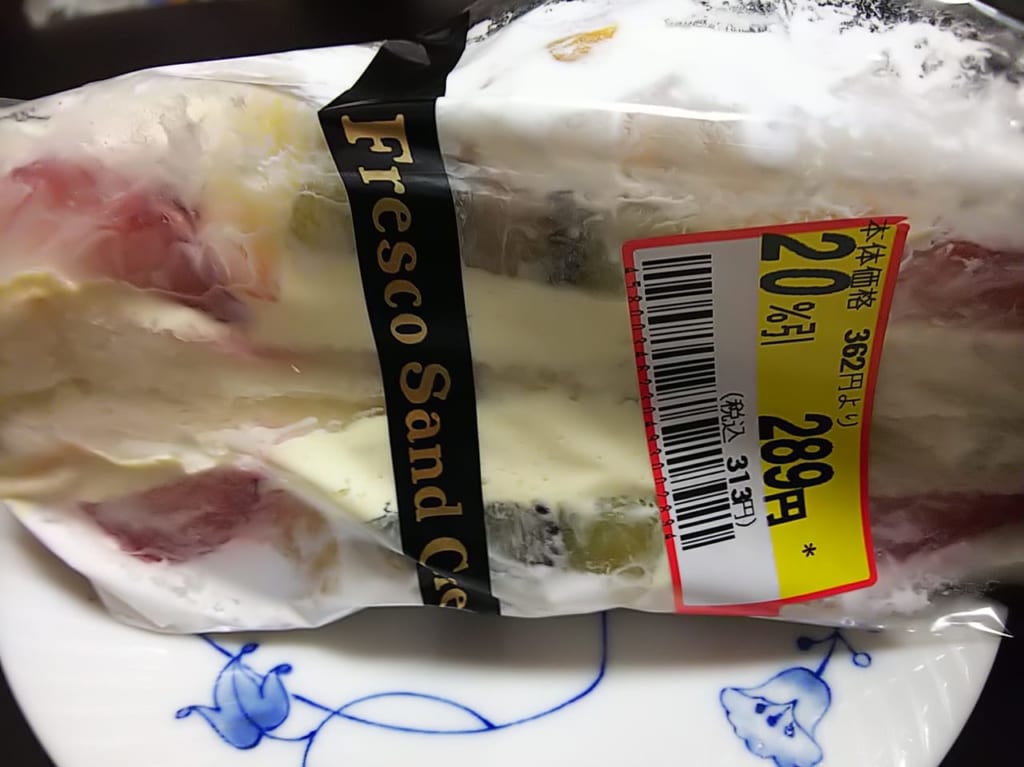 Fresco Sand Cre
本体価格 362円より
20%引 289円*
(税込 313円)